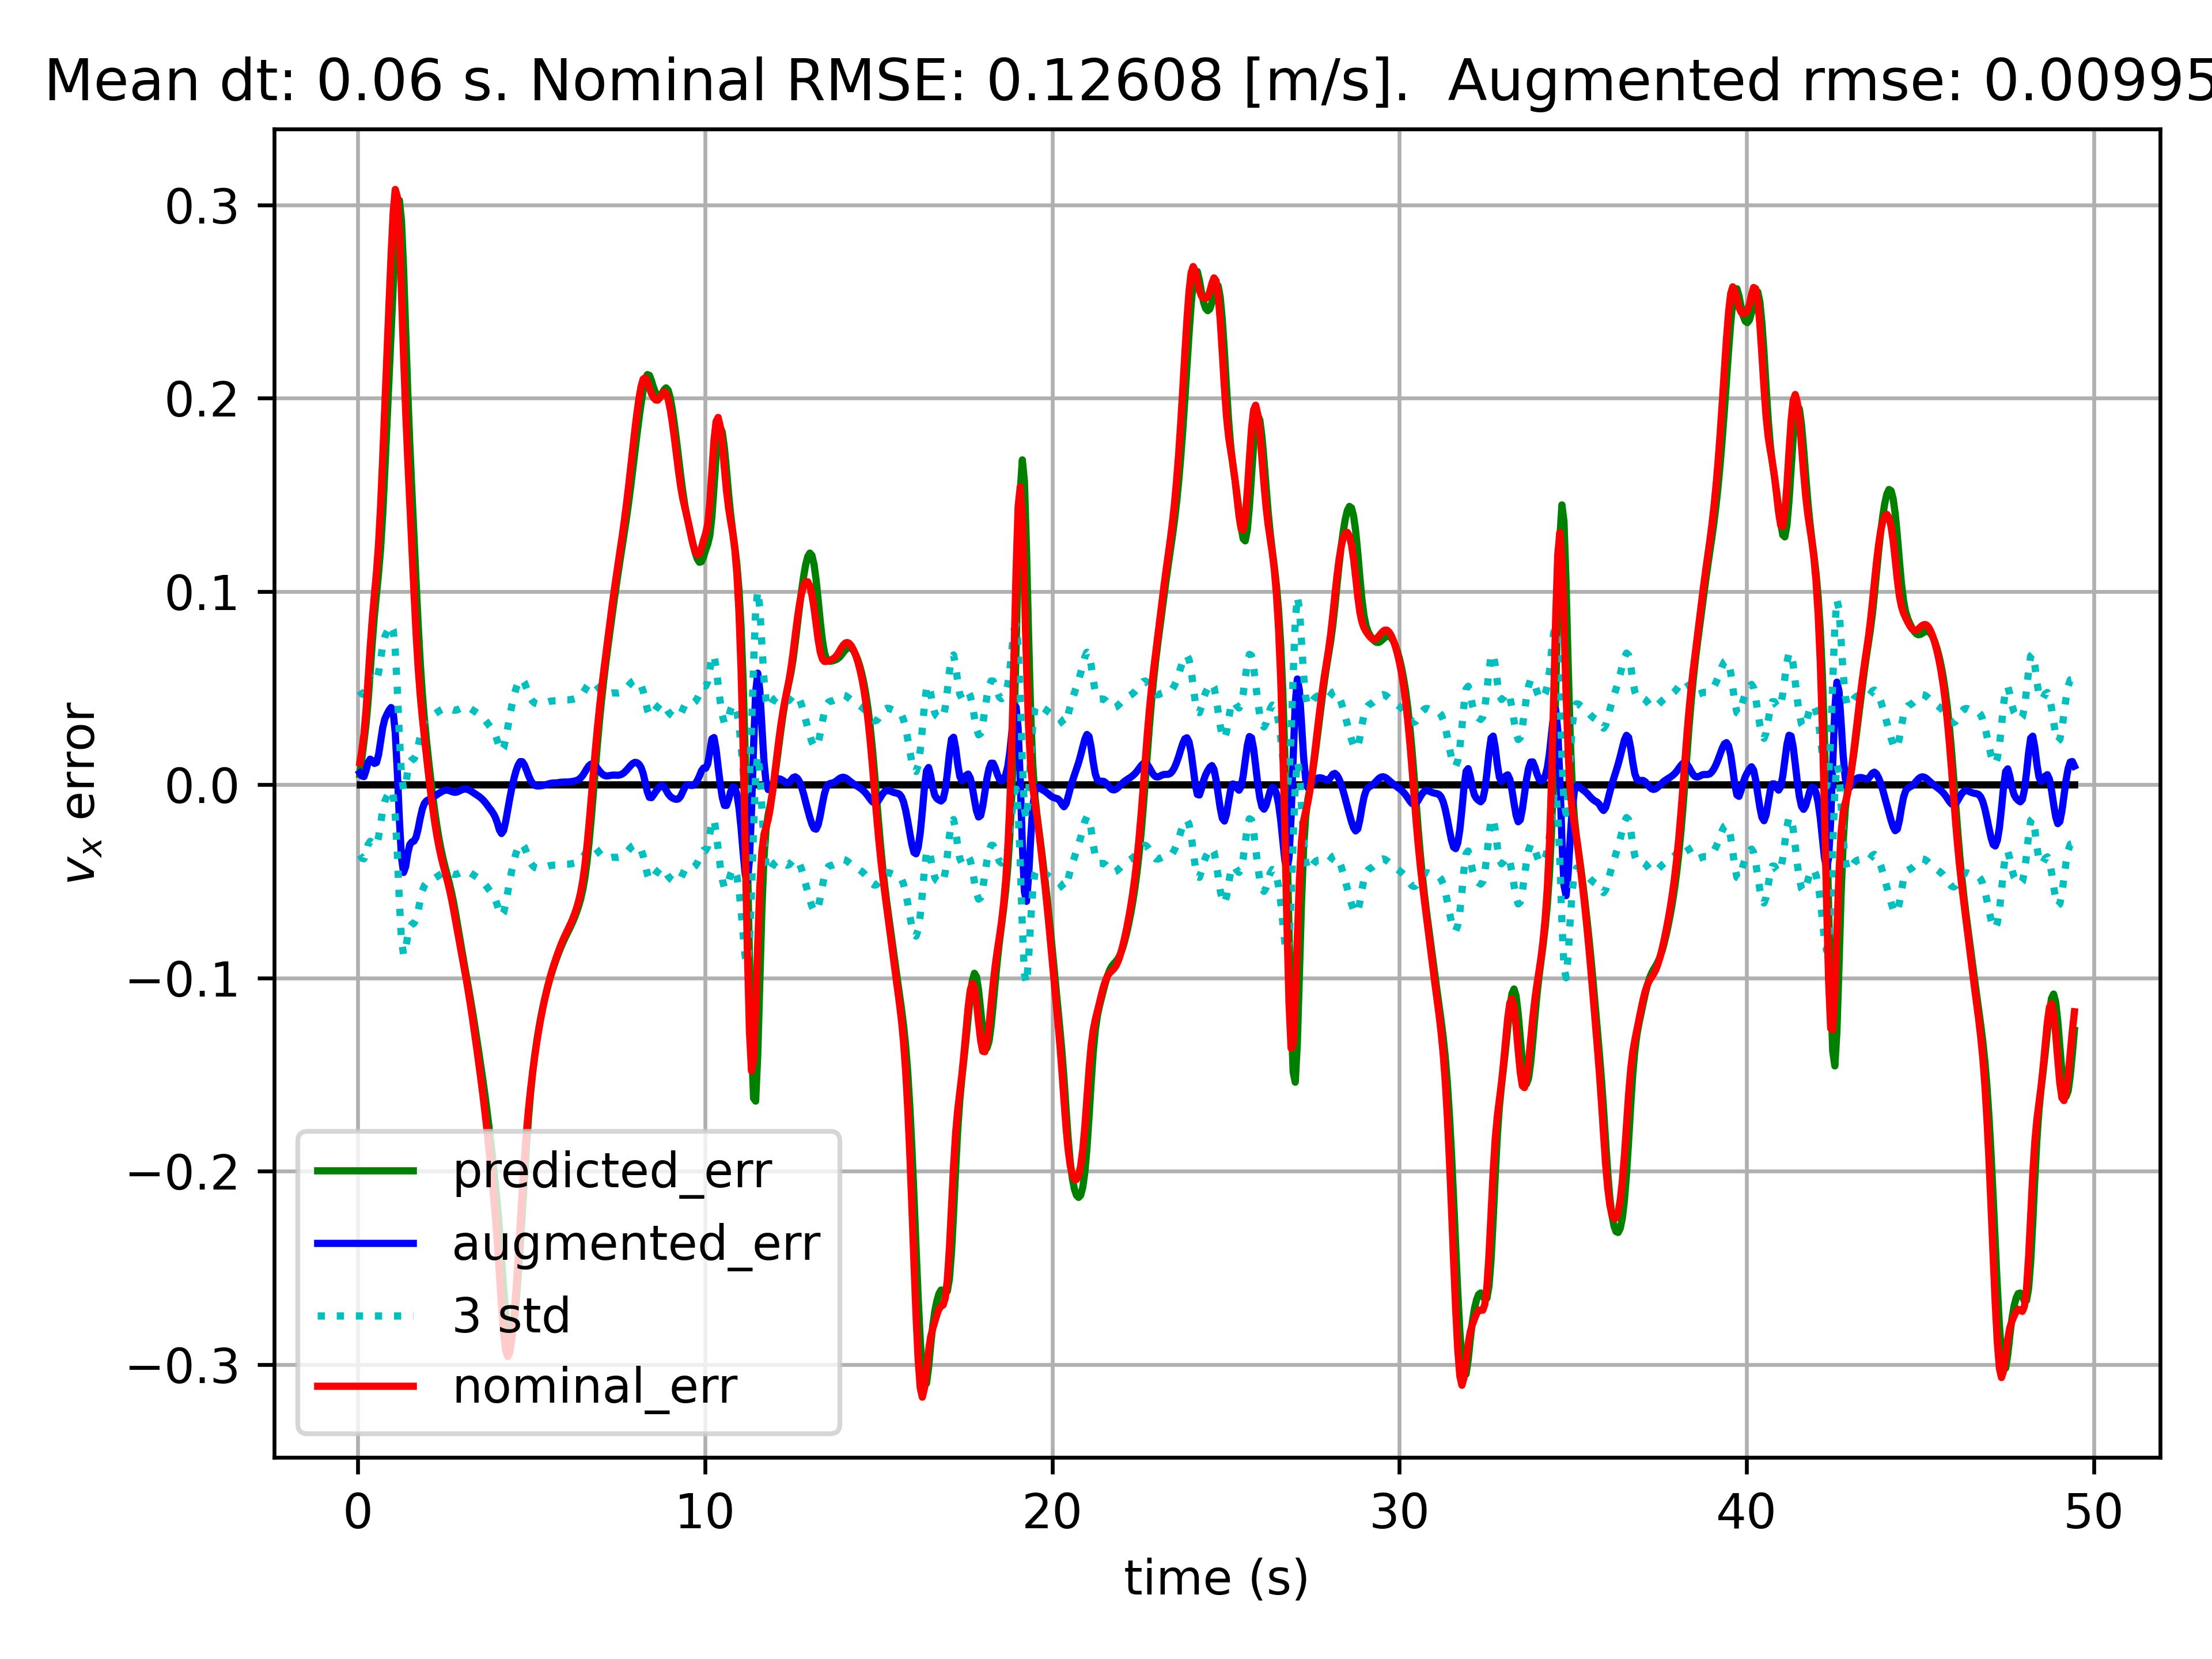 Mean dt: 0.06 s. Nominal RMSE: 0.12608 [m/s].  Augmented rmse: 0.00995
0.3
0.2
0.1
0.0
−0.1
−0.2
−0.3
v_x error
predicted_err
augmented_err
3 std
nominal_err
0 10 20 30 40 50
time (s)